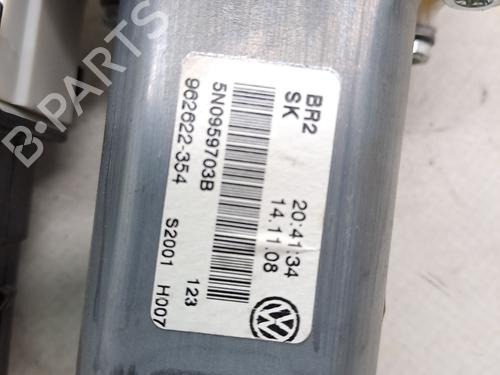 BR2 20:41:34
SK 14.11.08
5N0959703B 123
962622-354 S2001 H007
B-PARTS